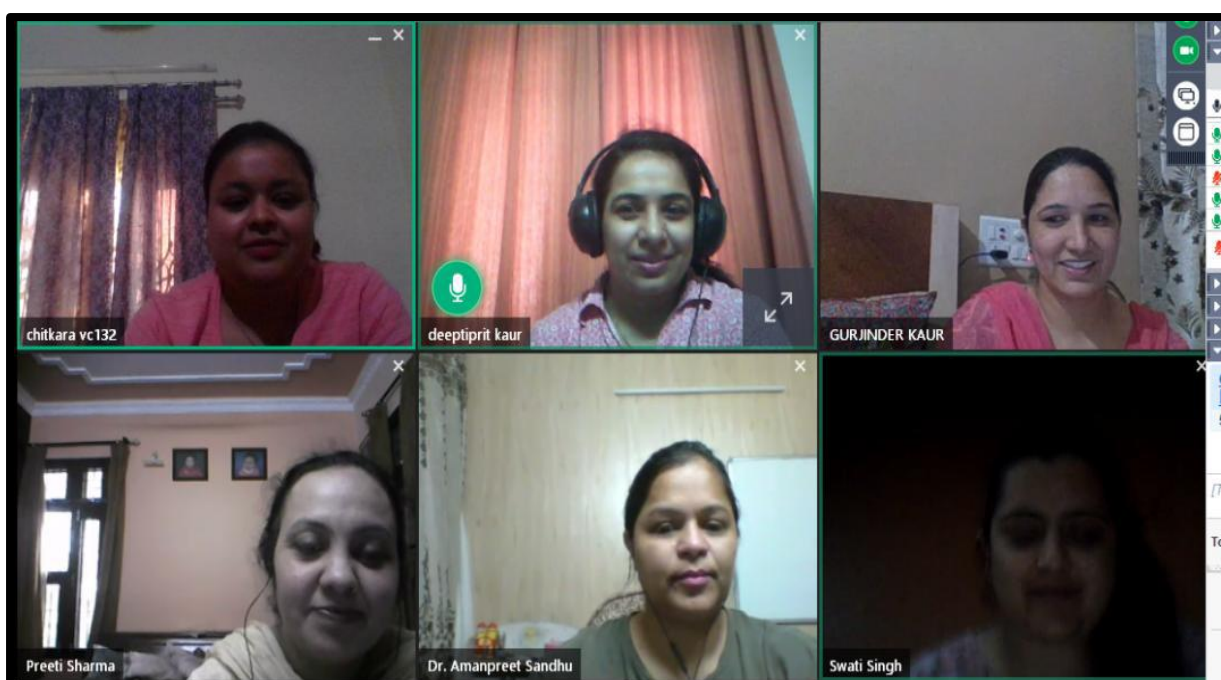 chitkara vc132
deeptiprit kaur
GURJINDER KAUR
Preeti Sharma
Dr. Amanpreet Sandhu
Swati Singh